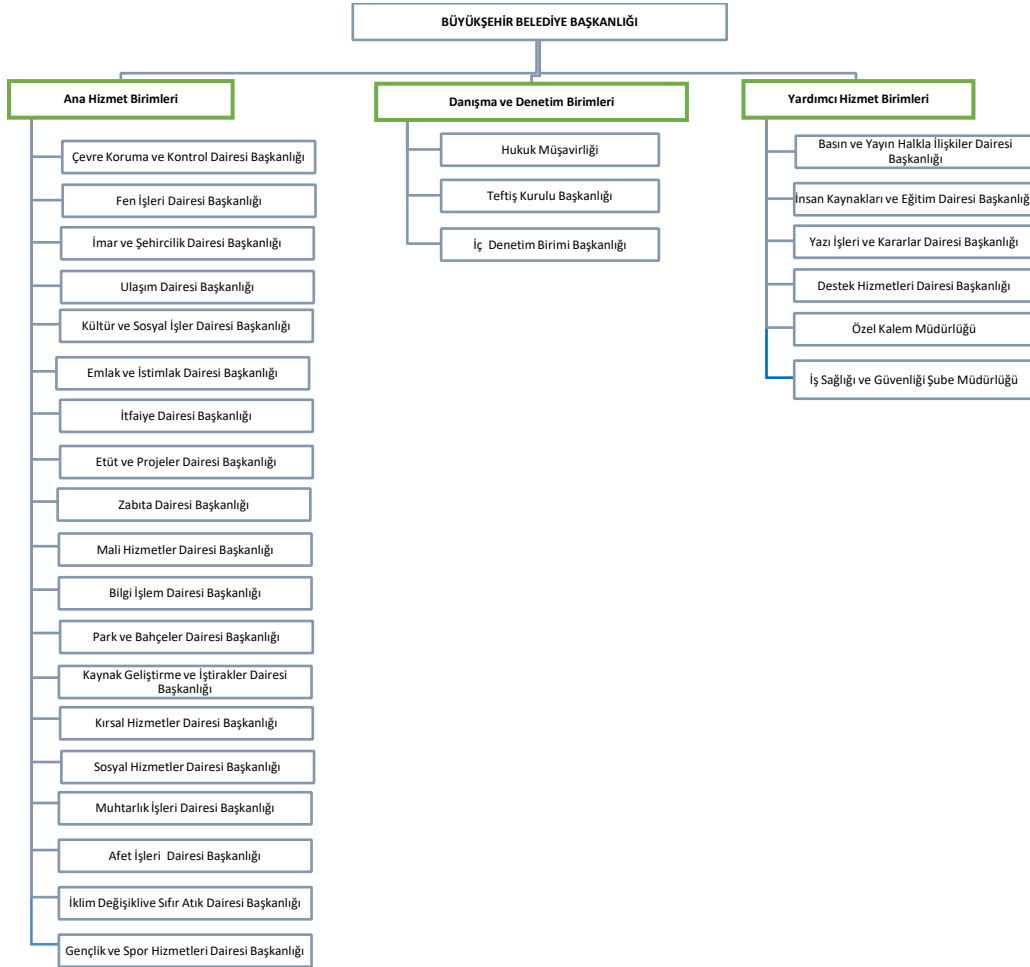 BÜYÜKŞEHİR BELEDİYE BAŞKANLIĞI
Ana Hizmet Birimleri
Çevre Koruma ve Kontrol Dairesi Başkanlığı
Fen İşleri Dairesi Başkanlığı
İmar ve Şehircilik Dairesi Başkanlığı
Ulaşım Dairesi Başkanlığı
Kültür ve Sosyal İşler Dairesi Başkanlığı
Emlak ve İstimlak Dairesi Başkanlığı
İtfaiye Dairesi Başkanlığı
Etüt ve Projeler Dairesi Başkanlığı
Zabıta Dairesi Başkanlığı
Mali Hizmetler Dairesi Başkanlığı
Bilgi İşlem Dairesi Başkanlığı
Park ve Bahçeler Dairesi Başkanlığı
Kaynak Geliştirme ve İştirakler Dairesi
Başkanlığı
Kırsal Hizmetler Dairesi Başkanlığı
Sosyal Hizmetler Dairesi Başkanlığı
Muhtarlık İşleri Dairesi Başkanlığı
Afet İşleri Dairesi Başkanlığı
İklim Değişiklive Sıfır Atık Dairesi Başkanlığı
Gençlik ve Spor Hizmetleri Dairesi Başkanlığı
Danışma ve Denetim Birimleri
Hukuk Müşavirliği
Teftiş Kurulu Başkanlığı
İç Denetim Birimi Başkanlığı
Yardımcı Hizmet Birimleri
Basın ve Yayın Halkla İlişkiler Dairesi
Başkanlığı
İnsan Kaynakları ve Eğitim Dairesi Başkanlığı
Yazı İşleri ve Kararlar Dairesi Başkanlığı
Destek Hizmetleri Dairesi Başkanlığı
Özel Kalem Müdürlüğü
İş Sağlığı ve Güvenliği Şube Müdürlüğü